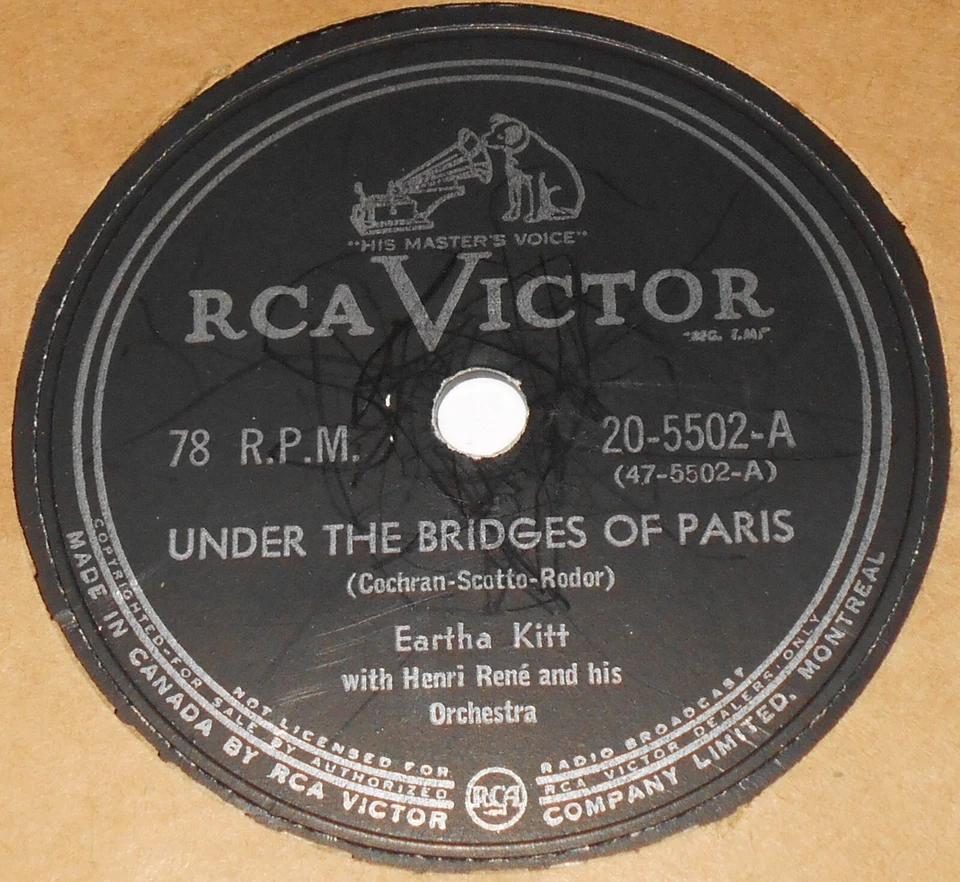 "HIS MASTER'S VOICE"
RCA VICTOR
78 R.P.M.
20-5502-A
(47-5502-A)
UNDER THE BRIDGES OF PARIS
(Cochran-Scotto-Rodor)
Eartha Kitt
with Henri René and his
Orchestra
NOT LICENSED FOR RADIO BROADCAST
COPYRIGHTED-FOR SALE BY AUTHORIZED RCA VICTOR DEALERS ONLY
MADE IN CANADA BY RCA VICTOR COMPANY LIMITED, MONTREAL
RCA